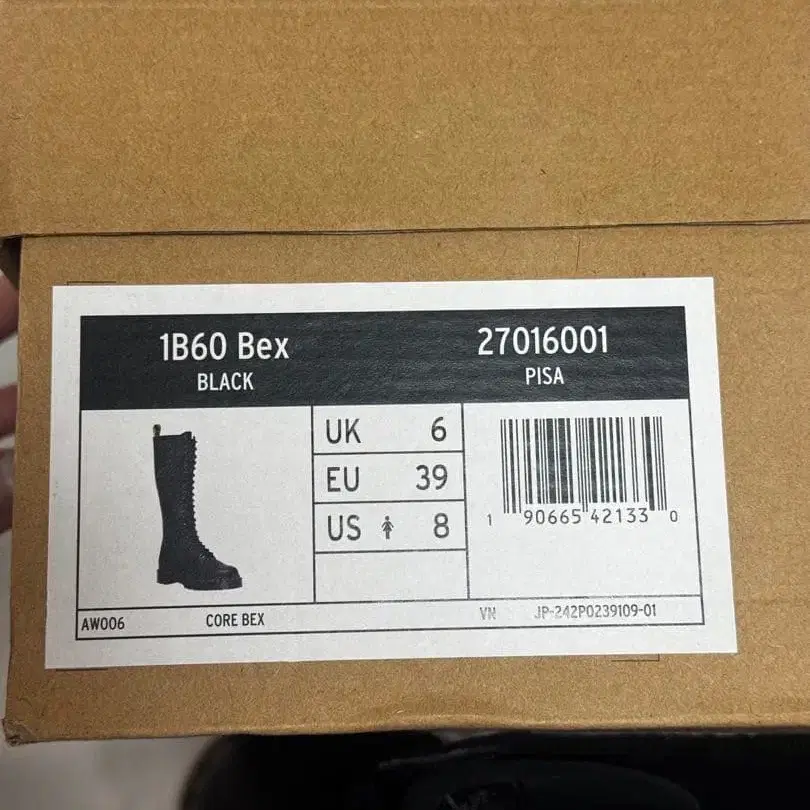 1B60 Bex 27016001
BLACK PISA
UK 6
EU 39
US 8
1 90665 42133 0
AW006 CORE BEX VN JP-242P0239109-01